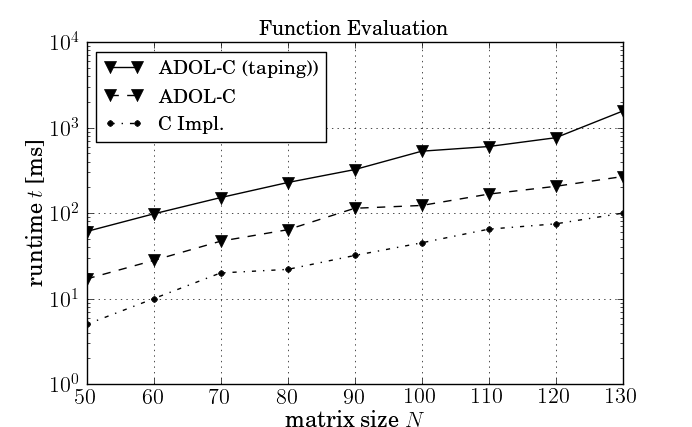 Function Evaluation
10^4
10^3
10^2
10^1
10^0
runtime t [ms]
ADOL-C (taping))
ADOL-C
C Impl.
50 60 70 80 90 100 110 120 130
matrix size N